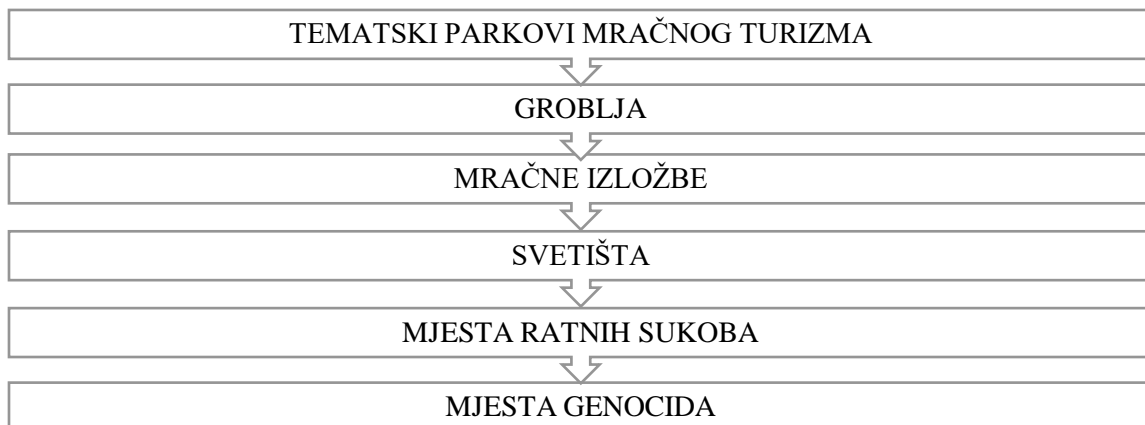 TEMATSKI PARKOVI MRAČNOG TURIZMA
GROBLJA
MRAČNE IZLOŽBE
SVETIŠTA
MJESTA RATNIH SUKOBA
MJESTA GENOCIDA